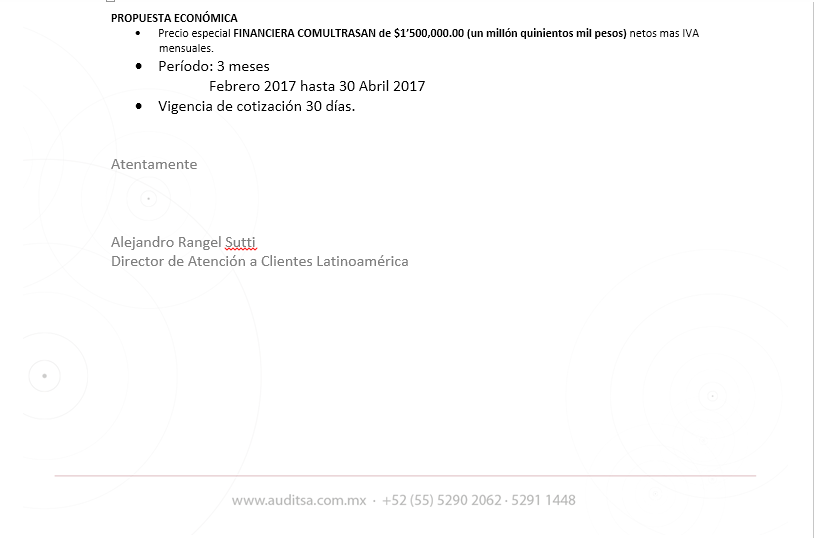 PROPUESTA ECONÓMICA
• Precio especial FINANCIERA COMULTRASAN de $1'500,000.00 (un millón quinientos mil pesos) netos mas IVA
mensuales.
• Período: 3 meses
Febrero 2017 hasta 30 Abril 2017
• Vigencia de cotización 30 días.
Atentamente
Alejandro Rangel Sutti
Director de Atención a Clientes Latinoamérica
www.auditsa.com.mx · +52 (55) 5290 2062 · 5291 1448